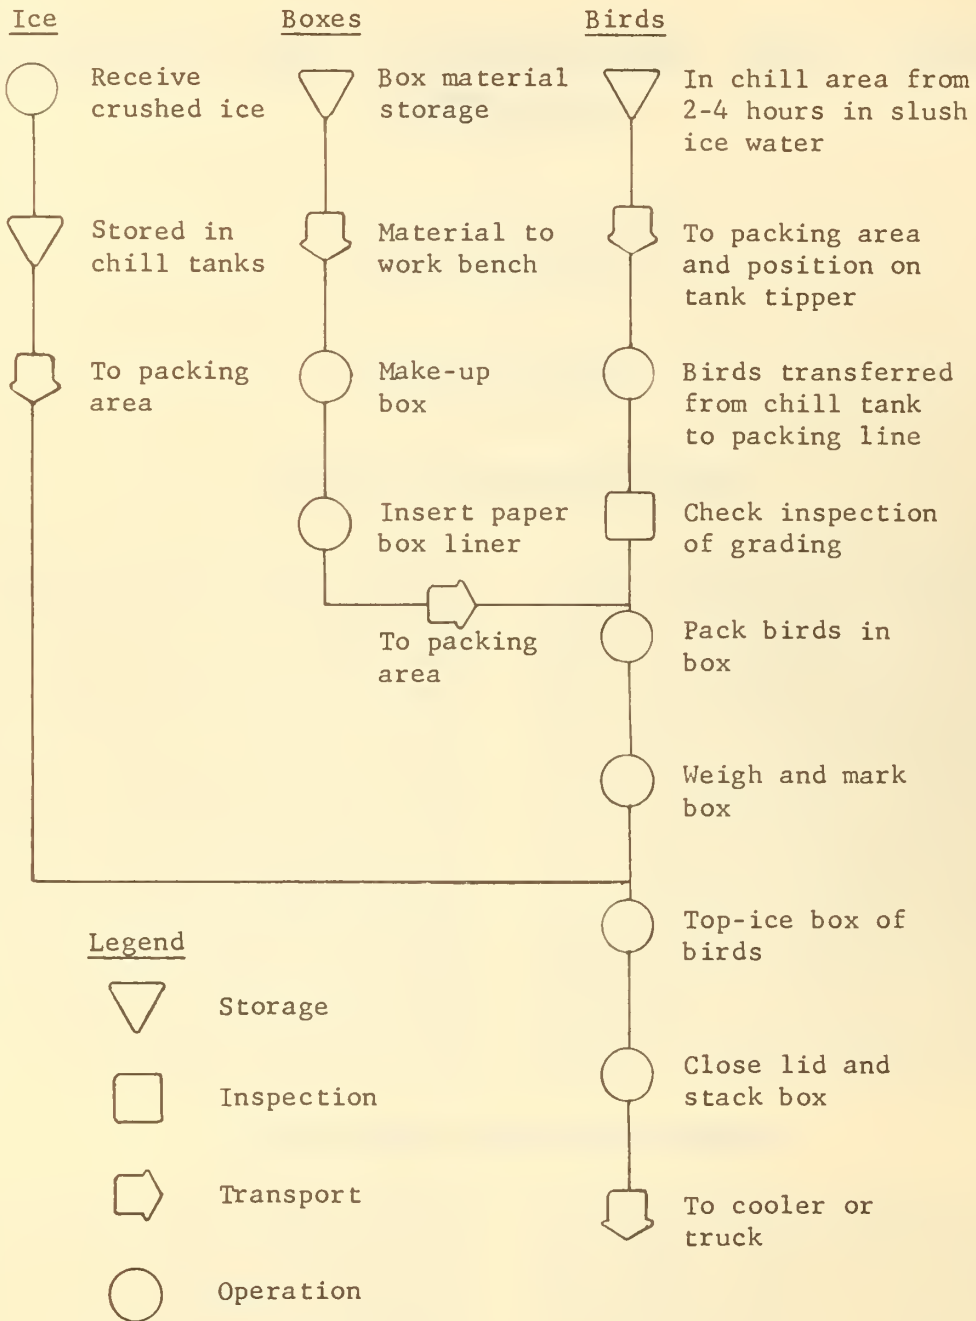 Ice
Boxes
Birds
Receive
crushed ice
Box material
storage
In chill area from
2-4 hours in slush
ice water
Stored in
chill tanks
Material to
work bench
To packing area
and position on
tank tipper
To packing
area
Make-up
box
Birds transferred
from chill tank
to packing line
Insert paper
box liner
Check inspection
of grading
To packing
area
Pack birds in
box
Weigh and mark
box
Top-ice box of
birds
Legend
Storage
Inspection
Transport
Operation
Close lid and
stack box
To cooler or
truck